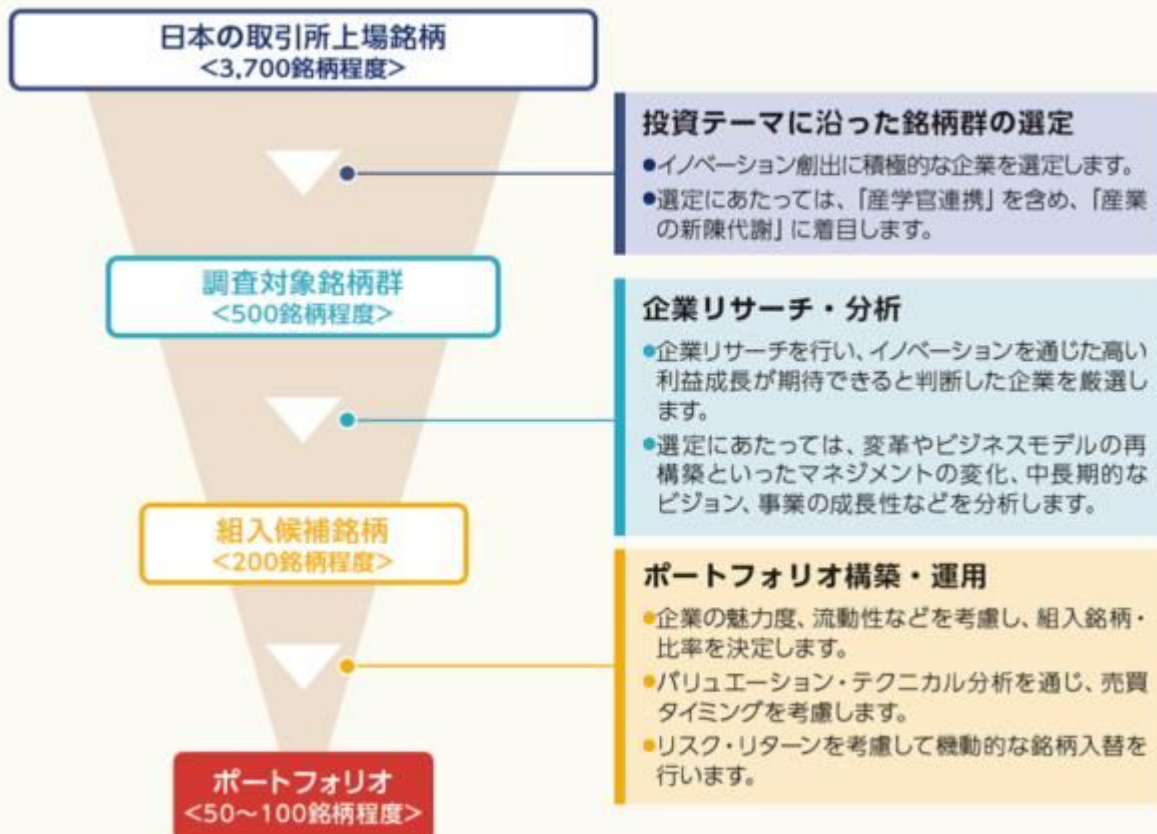 日本の取引所上場銘柄
<3,700銘柄程度>
投資テーマに沿った銘柄群の選定
●イノベーション創出に積極的な企業を選定します。
●選定にあたっては、「産学官連携」を含め、「産業
の新陳代謝」に着目します。
調査対象銘柄群
<500銘柄程度>
企業リサーチ・分析
●企業リサーチを行い、イノベーションを通じた高い
利益成長が期待できると判断した企業を厳選し
ます。
●選定にあたっては、変革やビジネスモデルの再
構築といったマネジメントの変化、中長期的な
ビジョン、事業の成長性などを分析します。
組入候補銘柄
<200銘柄程度>
ポートフォリオ構築・運用
●企業の魅力度、流動性などを考慮し、組入銘柄・
比率を決定します。
●バリュエーション・テクニカル分析を通じ、売買
タイミングを考慮します。
●リスク・リターンを考慮して機動的な銘柄入替を
行います。
ポートフォリオ
<50～100銘柄程度>